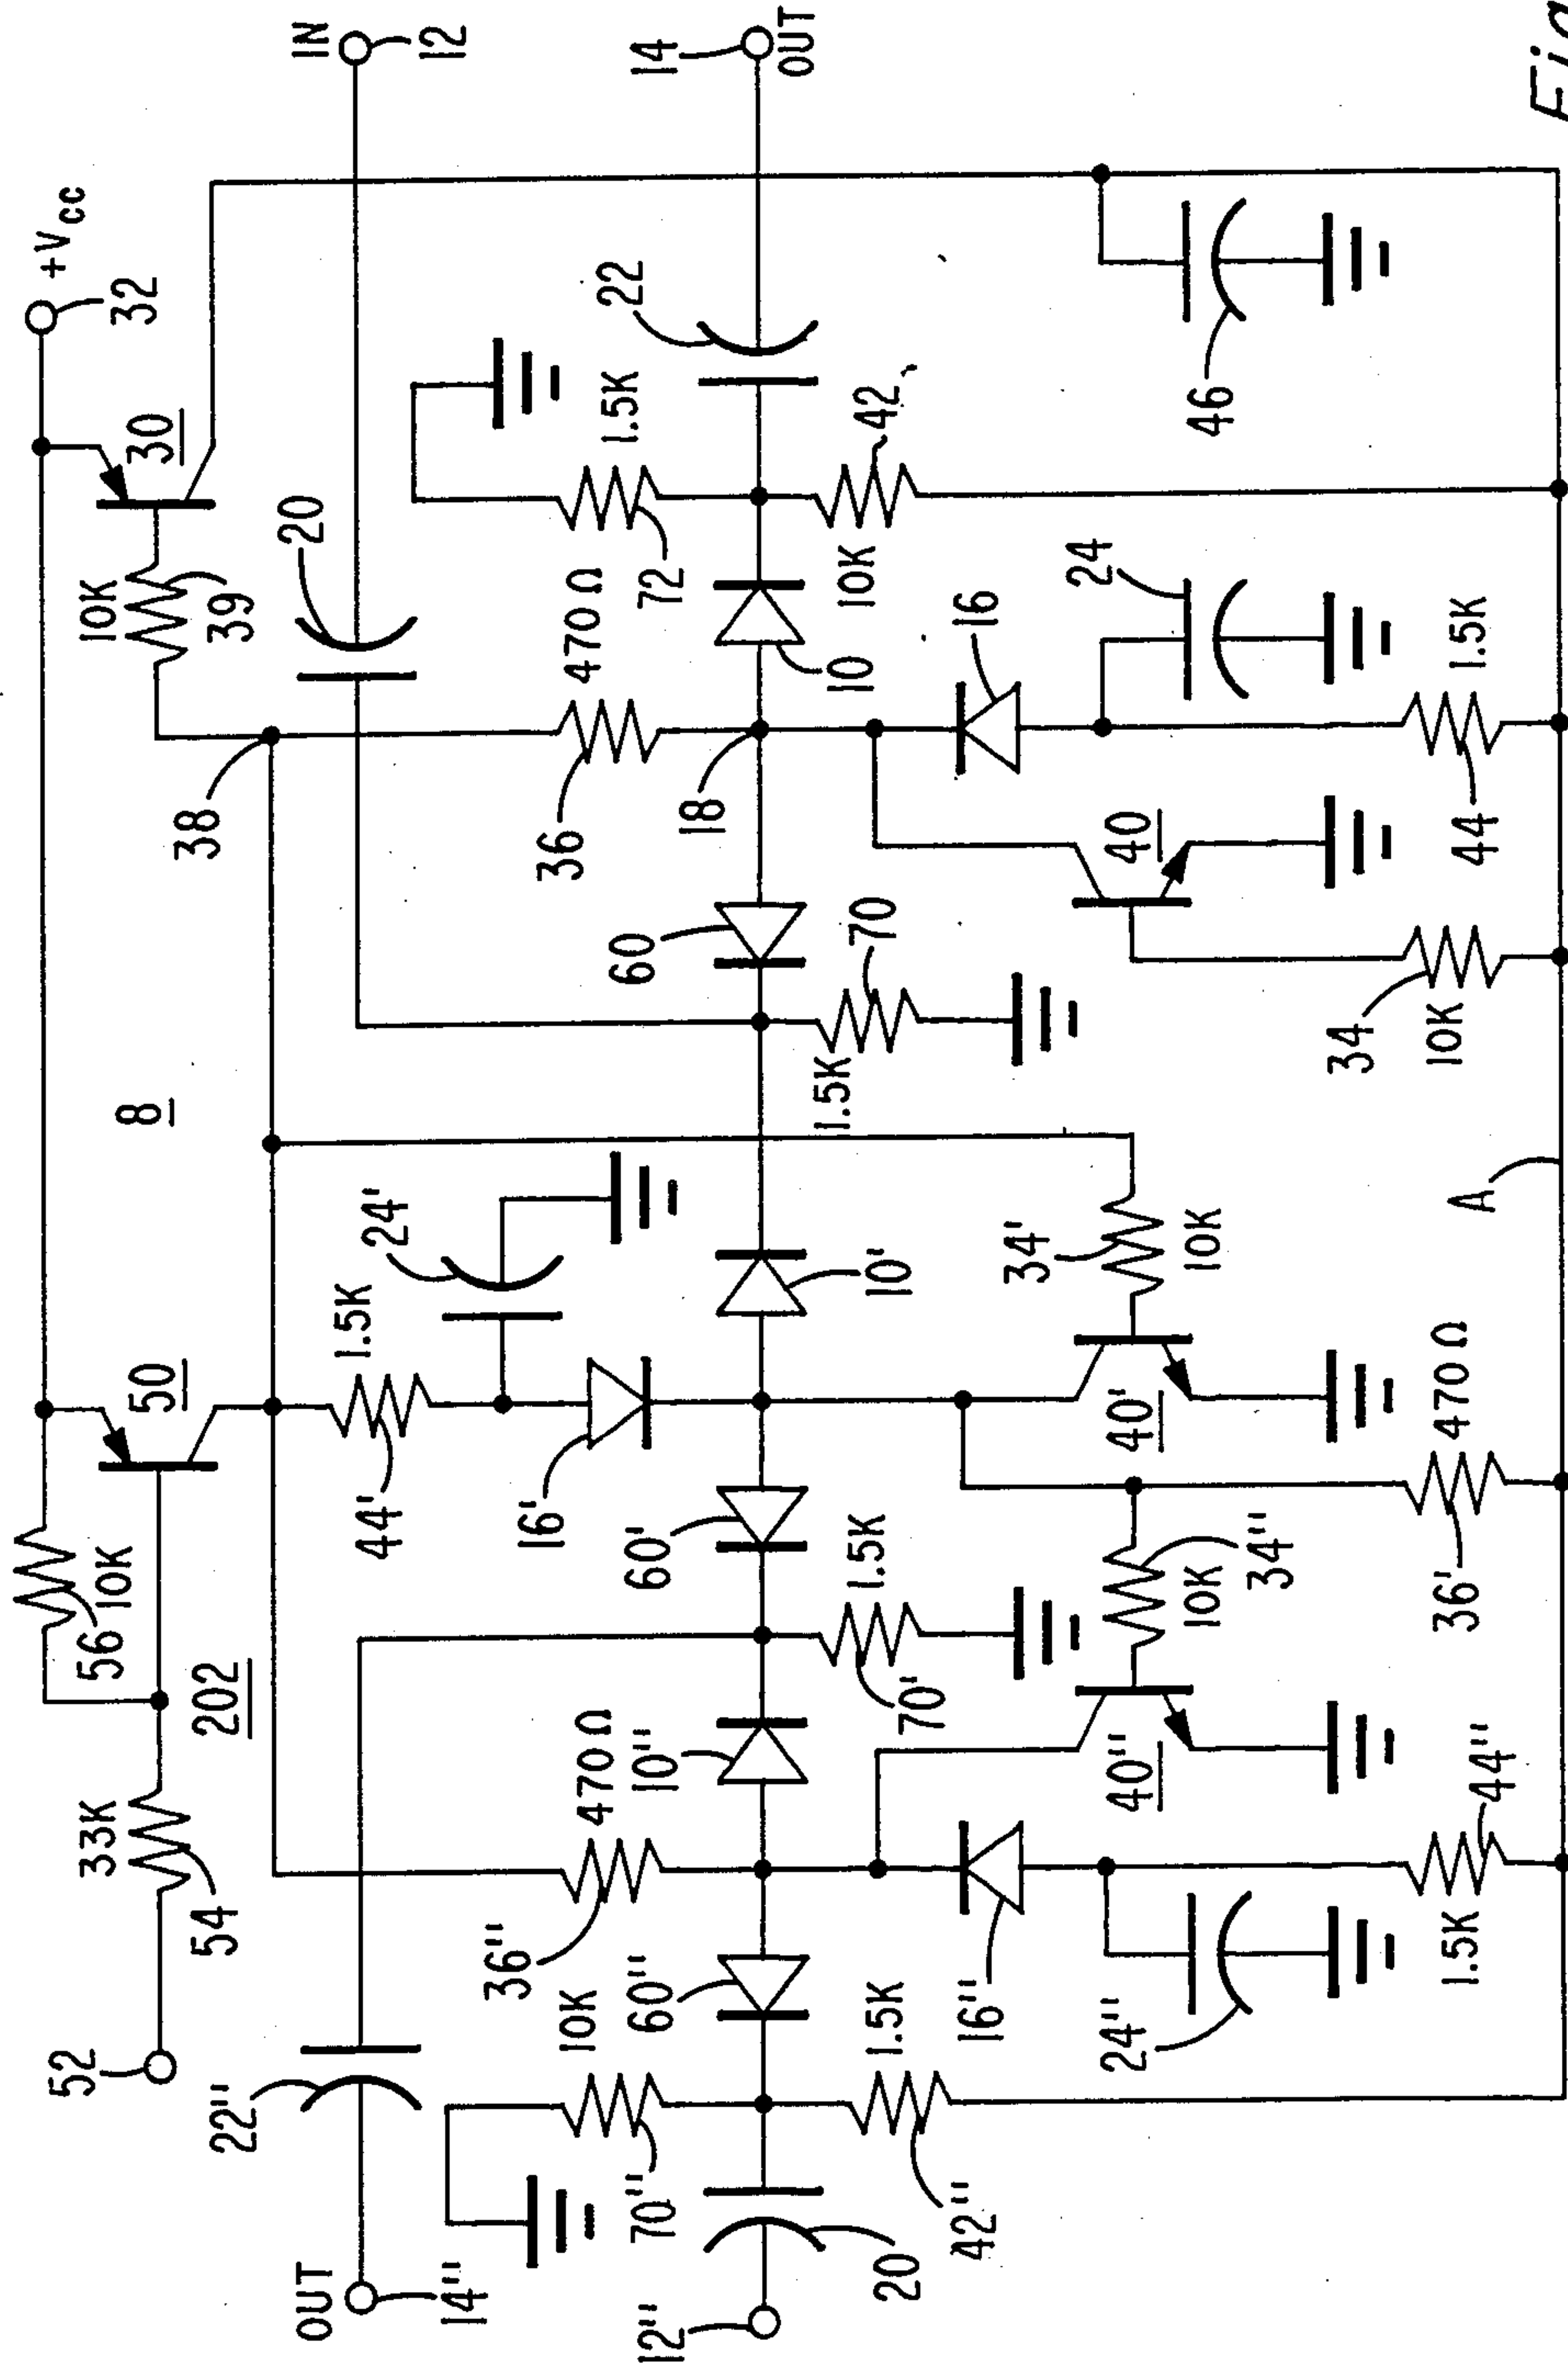 +Vcc
32
52
33K
54
56
10K
202
50
8
10K
39
30
OUT
14"
22"
38
20
IN
12
44'
1.5K
24'
36"
470 Ω
36
470 Ω
72
1.5K
22
14
OUT
12"
20
70"
10K
60"
10"
60'
16'
10'
60
18
10
10K
42
42"
1.5K
70'
1.5K
1.5K
70
16"
16
24"
24
40"
10K
34"
40'
34'
10K
40
46
1.5K
44"
36'
470 Ω
A
34
10K
44
1.5K
Fig